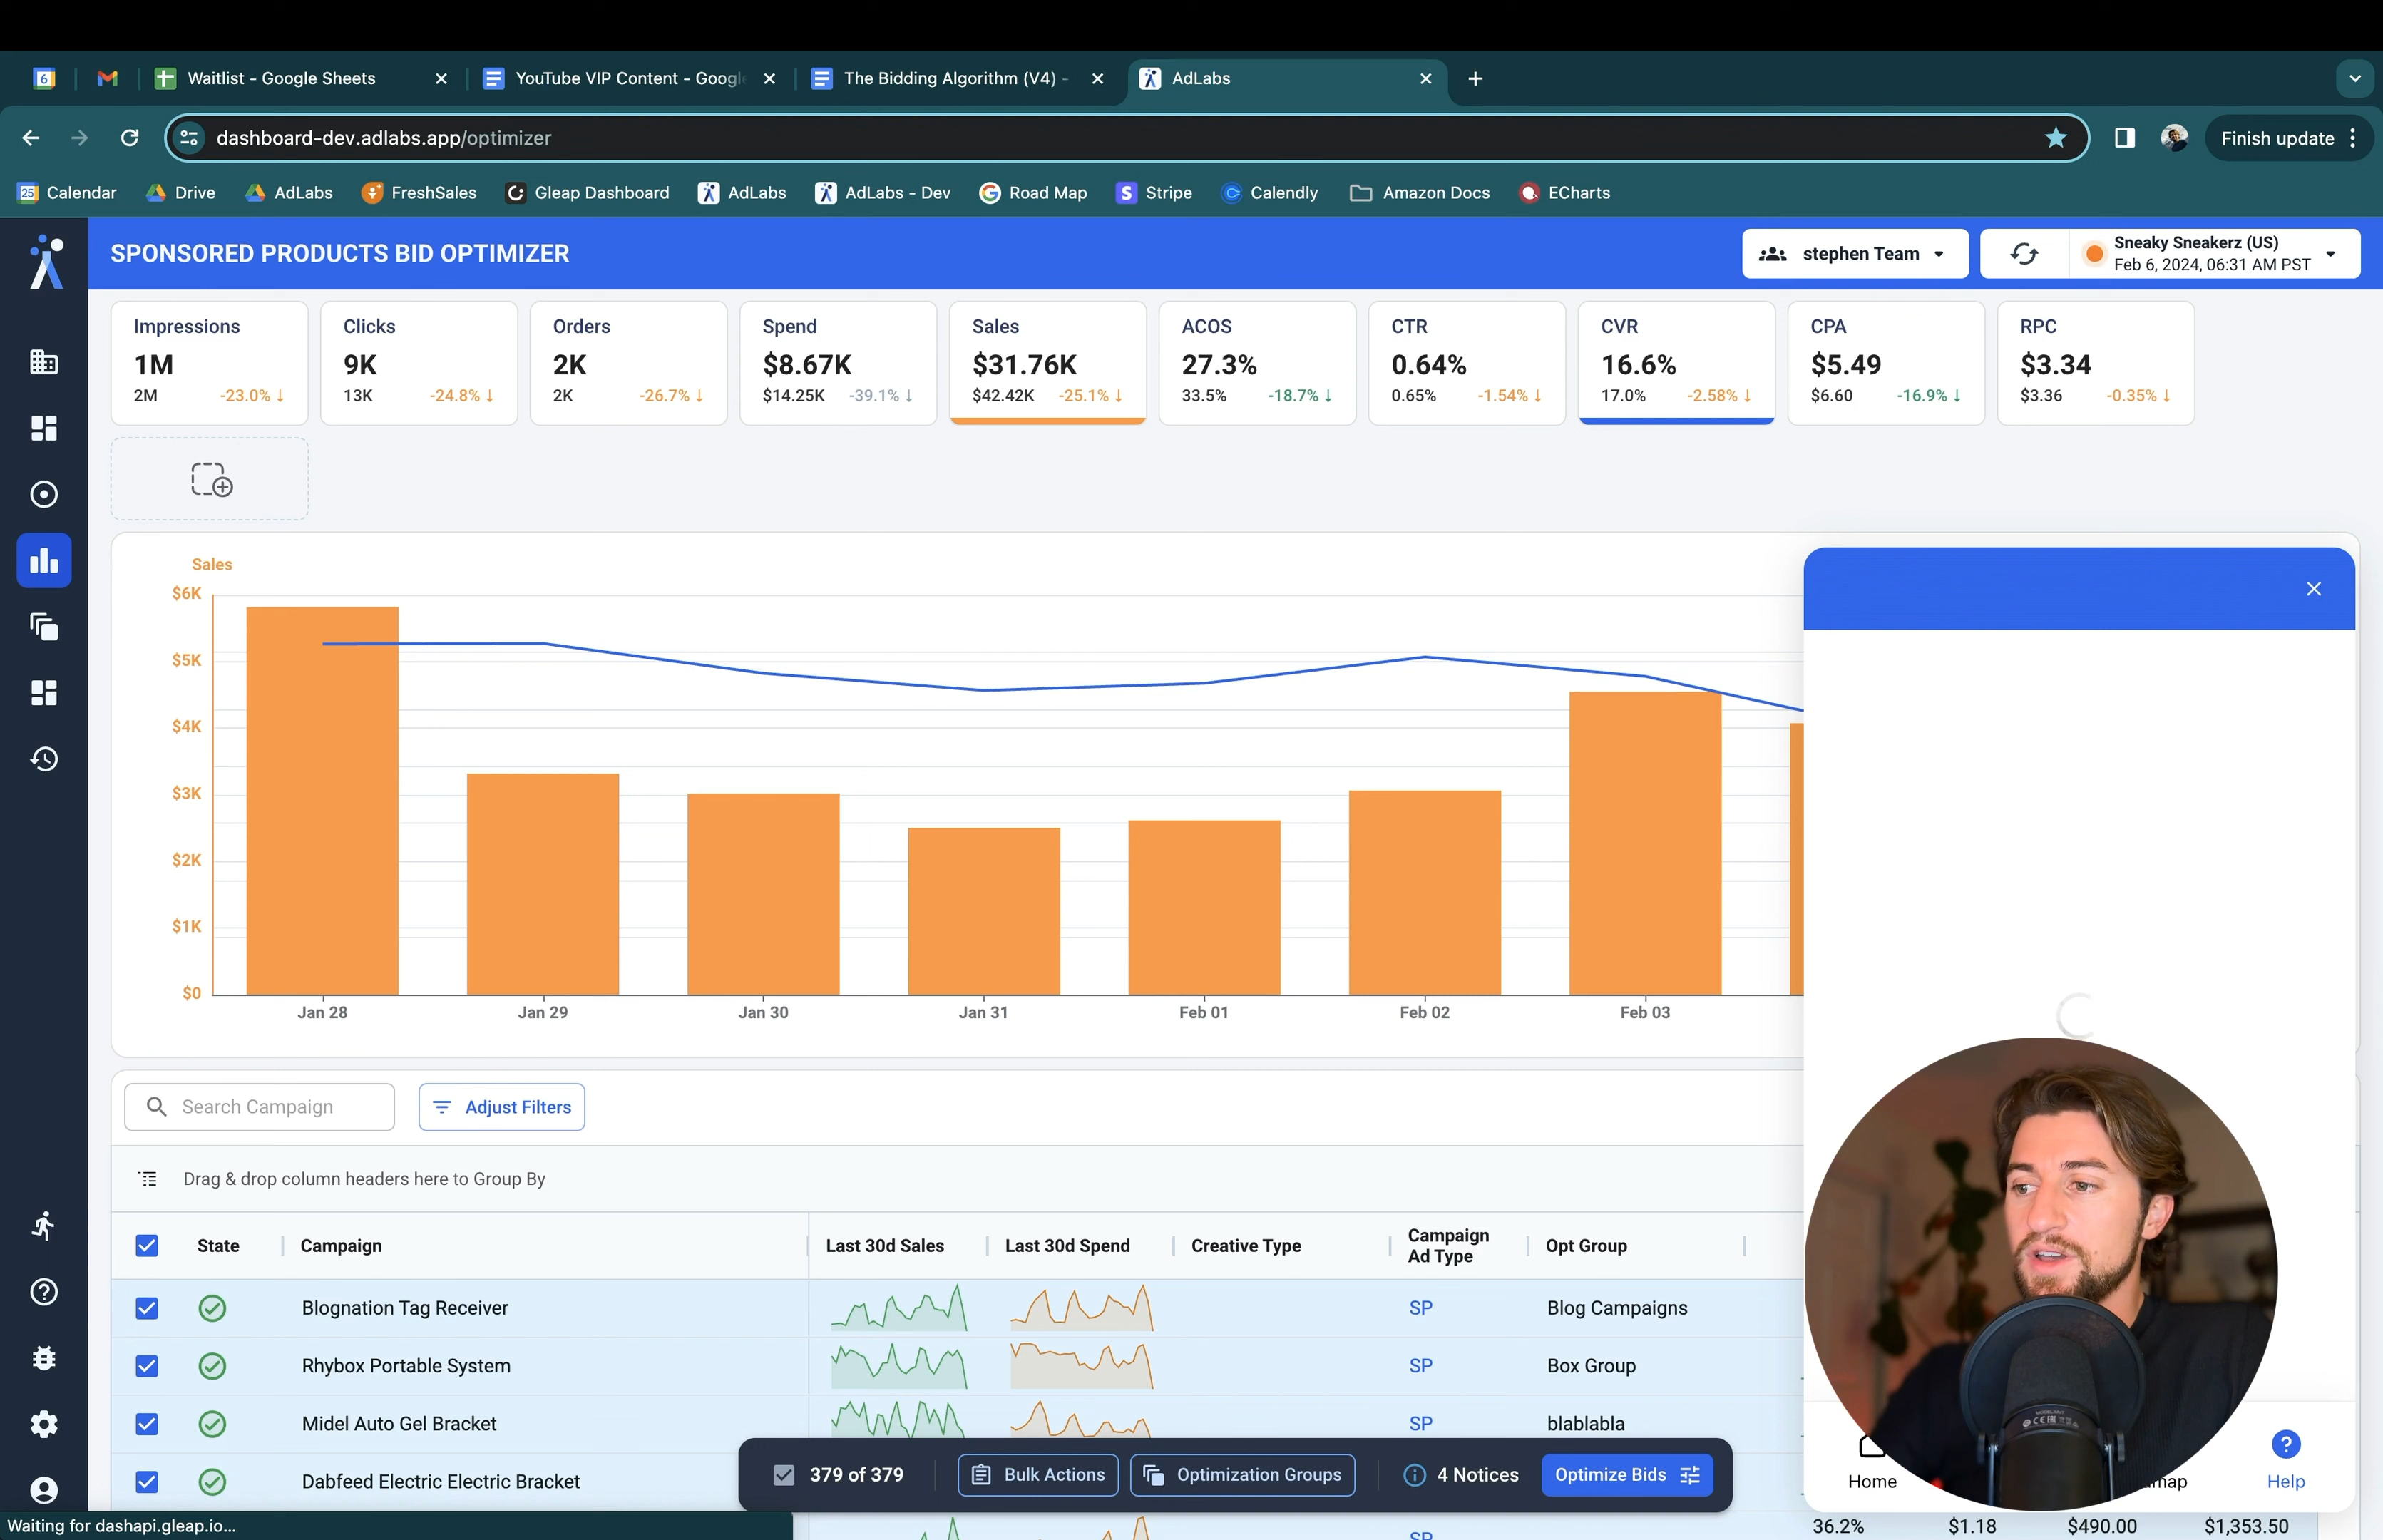 6
Waitlist - Google Sheets
YouTube VIP Content - Googl
The Bidding Algorithm (V4) -
AdLabs
dashboard-dev.adlabs.app/optimizer
Finish update
25 Calendar
Drive
AdLabs
FreshSales
Gleap Dashboard
AdLabs
AdLabs - Dev
Road Map
S Stripe
Calendly
Amazon Docs
ECharts
SPONSORED PRODUCTS BID OPTIMIZER
stephen Team
Sneaky Sneakerz (US)
Feb 6, 2024, 06:31 AM PST
Impressions
1M
2M -23.0% ↓
Clicks
9K
13K -24.8% ↓
Orders
2K
2K -26.7% ↓
Spend
$8.67K
$14.25K -39.1% ↓
Sales
$31.76K
$42.42K -25.1% ↓
ACOS
27.3%
33.5% -18.7% ↓
CTR
0.64%
0.65% -1.54% ↓
CVR
16.6%
17.0% -2.58% ↓
CPA
$5.49
$6.60 -16.9% ↓
RPC
$3.34
$3.36 -0.35% ↓
Sales
$6K
$5K
$4K
$3K
$2K
$1K
$0
Jan 28 Jan 29 Jan 30 Jan 31 Feb 01 Feb 02 Feb 03
Search Campaign
Adjust Filters
Drag & drop column headers here to Group By
State Campaign Last 30d Sales Last 30d Spend Creative Type Campaign Ad Type Opt Group
Blognation Tag Receiver SP Blog Campaigns
Rhybox Portable System SP Box Group
Midel Auto Gel Bracket SP blablabla
Dabfeed Electric Electric Bracket
379 of 379
Bulk Actions
Optimization Groups
4 Notices
Optimize Bids
Home
map
Help
SP
36.2% $1.18 $490.00 $1,353.50
Waiting for dashapi.gleap.io...